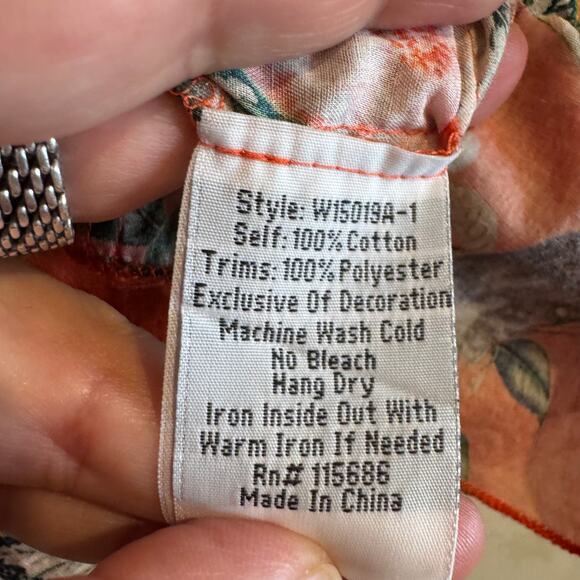 Style: W15019A-1
Self: 100% Cotton
Trims: 100% Polyester
Exclusive Of Decoration
Machine Wash Cold
No Bleach
Hang Dry
Iron Inside Out With
Warm Iron If Needed
Rn# 115686
Made In China